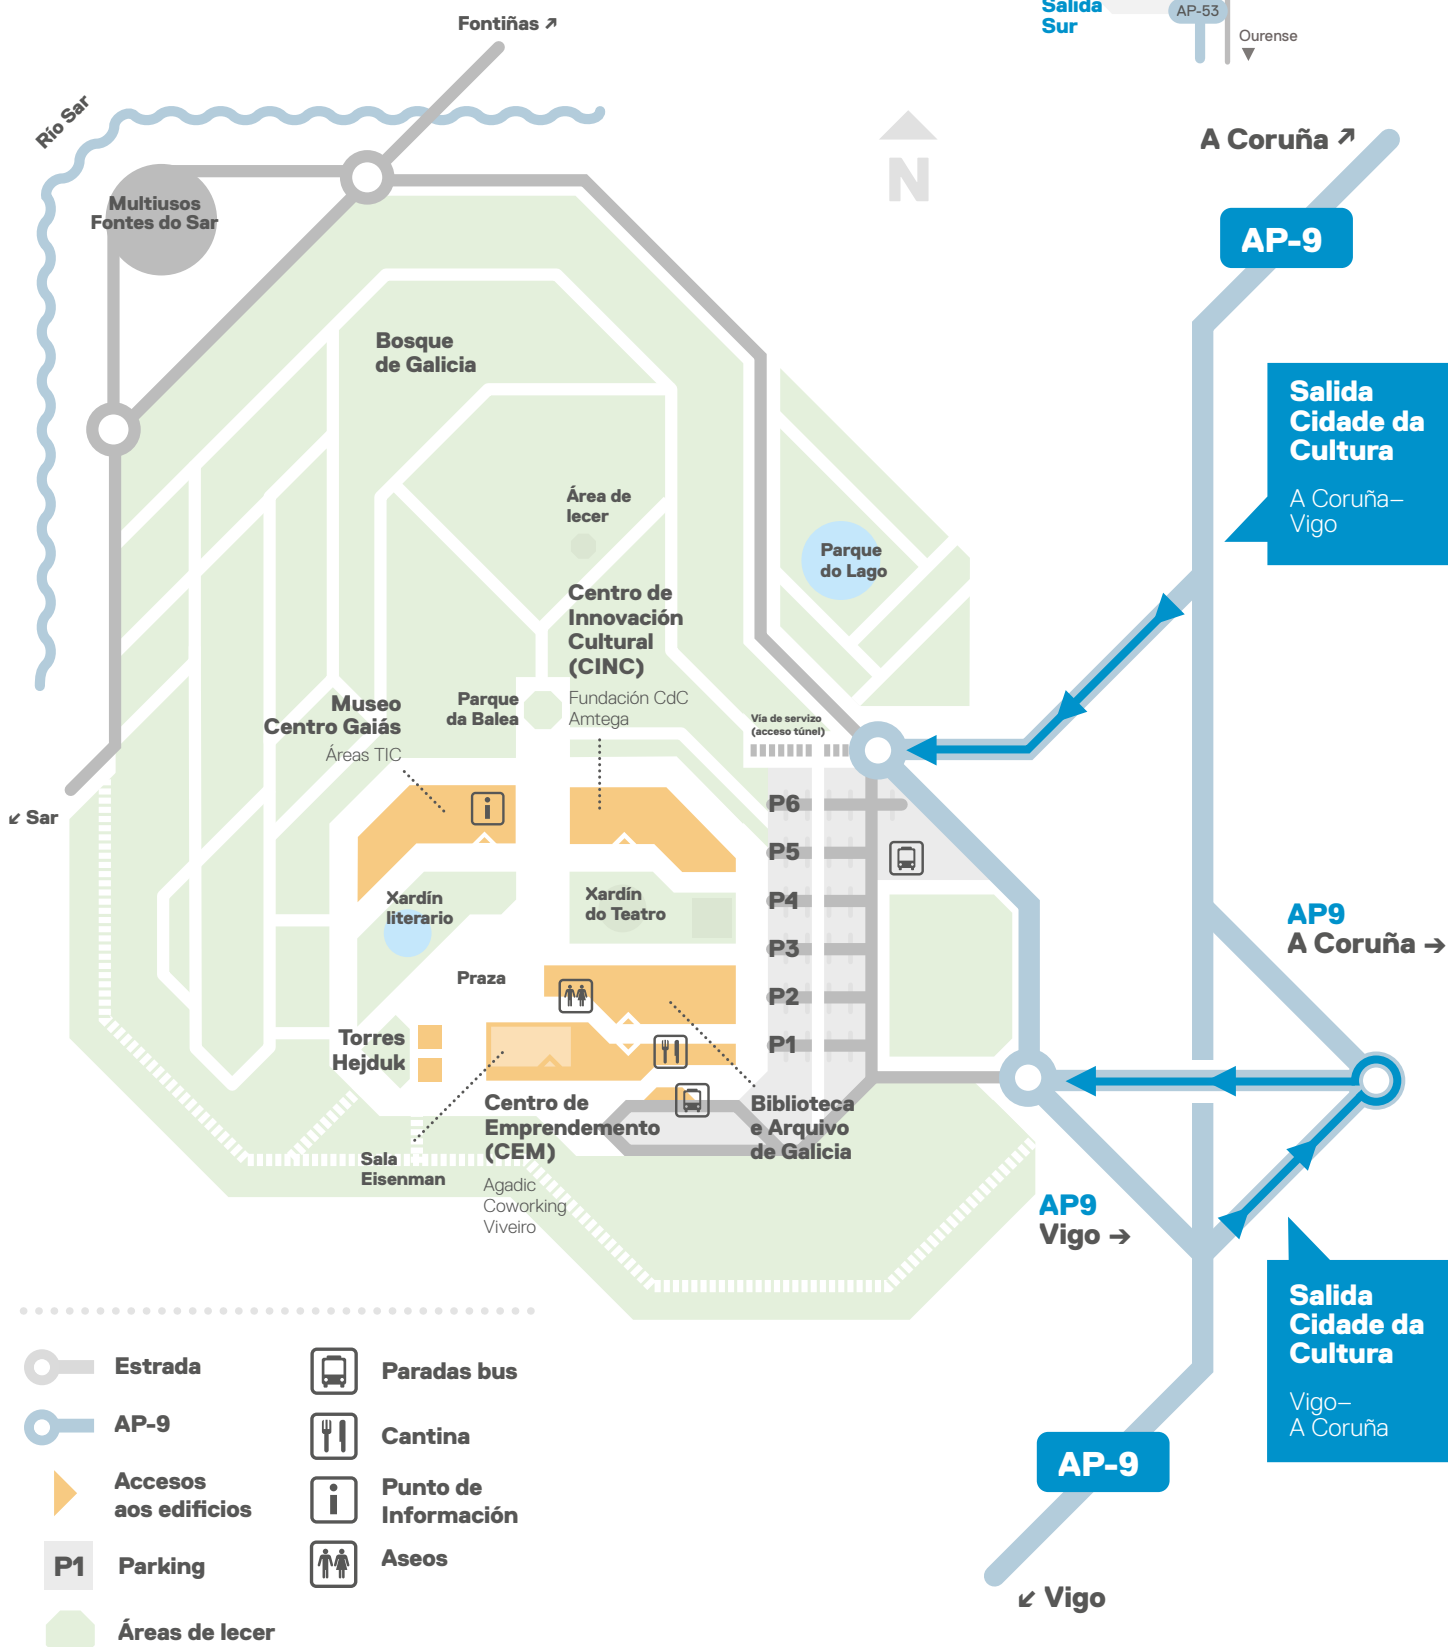 Salida
Sur
AP-53
Ourense
Fontiñas
Río Sar
A Coruña
N
Multiusos
Fontes do Sar
AP-9
Bosque
de Galicia
Salida
Cidade da
Cultura
A Coruña–
Vigo
Área de
lecer
Parque
do Lago
Centro de
Innovación
Cultural
(CINC)
Fundación CdC
Amtega
Museo
Centro Gaiás
Áreas TIC
Parque
da Balea
Vía de servizo
(acceso túnel)
Sar
P6
P5
P4
P3
P2
P1
Xardín
literario
Xardín
do Teatro
AP9
A Coruña →
Praza
Torres
Hejduk
Centro de
Emprendemento
(CEM)
Agadic
Coworking
Viveiro
Biblioteca
e Arquivo
de Galicia
Sala
Eisenman
AP9
Vigo →
Salida
Cidade da
Cultura
Vigo–
A Coruña
AP-9
Vigo
Estrada
AP-9
Accesos
aos edificios
P1 Parking
Áreas de lecer
Paradas bus
Cantina
Punto de
Información
Aseos